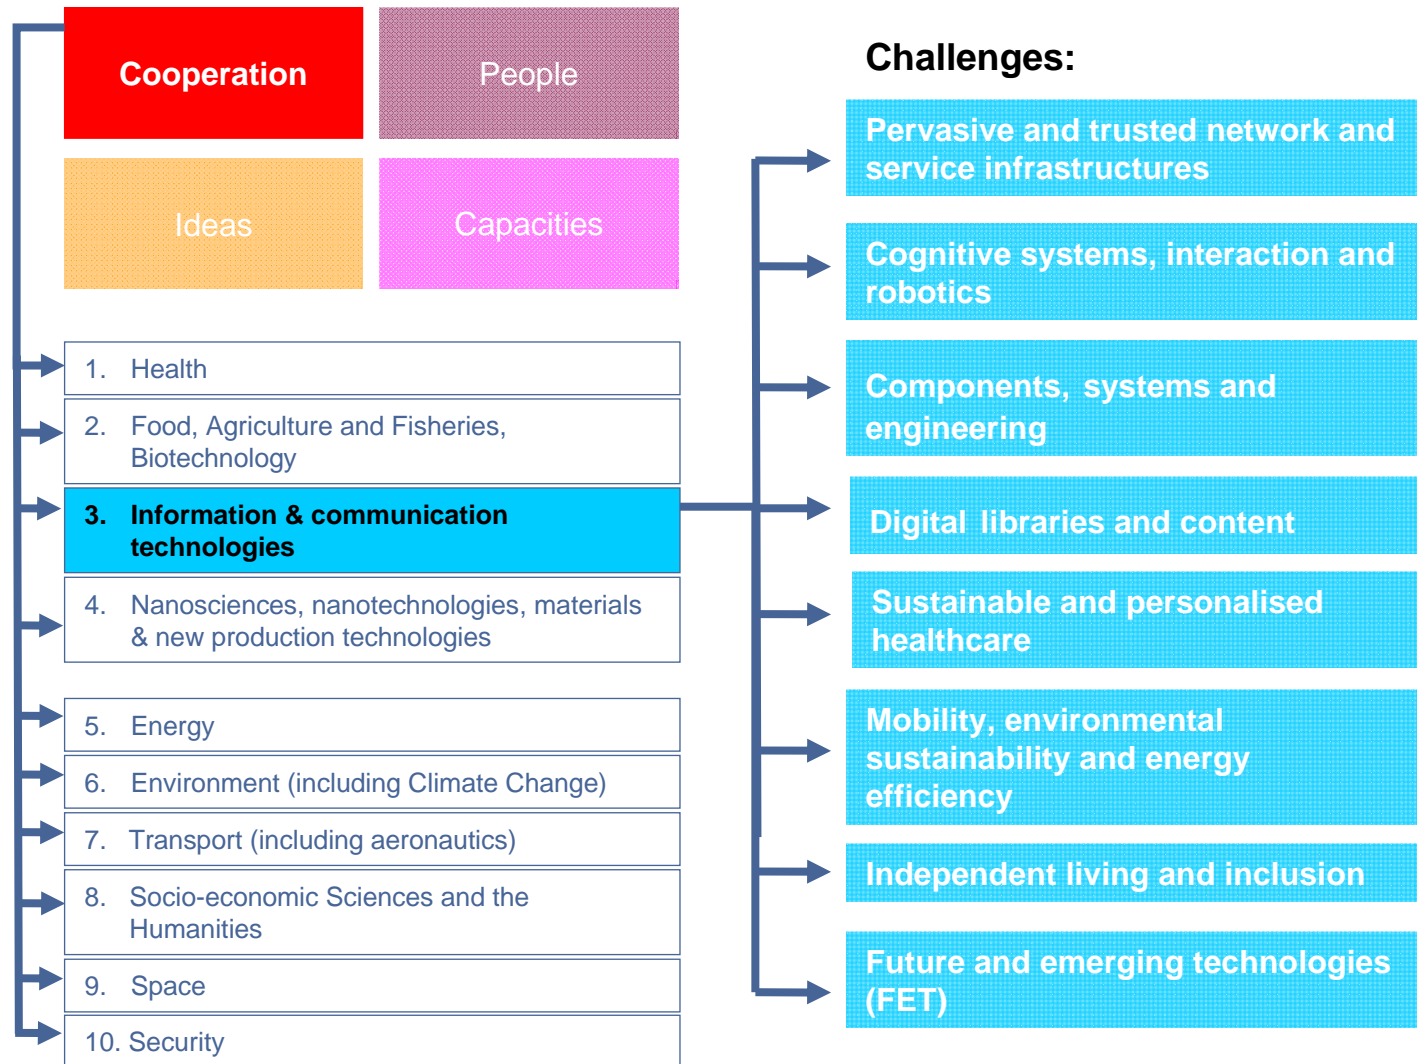 Cooperation
People
Ideas
Capacities
1. Health
2. Food, Agriculture and Fisheries,
Biotechnology
3. Information & communication
technologies
4. Nanosciences, nanotechnologies, materials
& new production technologies
5. Energy
6. Environment (including Climate Change)
7. Transport (including aeronautics)
8. Socio-economic Sciences and the
Humanities
9. Space
10. Security
Challenges:
Pervasive and trusted network and
service infrastructures
Cognitive systems, interaction and
robotics
Components, systems and
engineering
Digital libraries and content
Sustainable and personalised
healthcare
Mobility, environmental
sustainability and energy
efficiency
Independent living and inclusion
Future and emerging technologies
(FET)